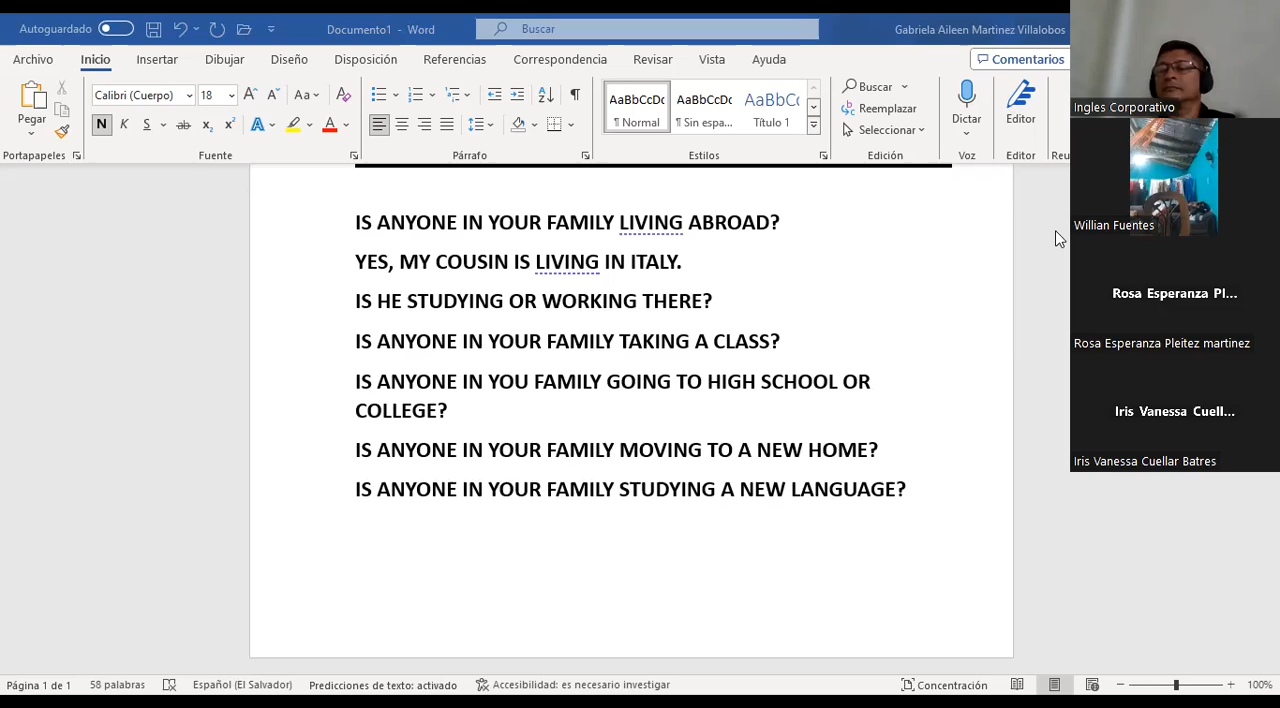 Autoguardado
Documento1 - Word
Buscar
Gabriela Aileen Martinez Villalobos
Archivo Inicio Insertar Dibujar Diseño Disposición Referencias Correspondencia Revisar Vista Ayuda
Comentarios
Pegar
Calibri (Cuerpo) 18
AaBbCcDc AaBbCcDc AaBbCc
¶ Normal ¶ Sin espa... Título 1
Buscar
Reemplazar
Seleccionar
Dictar
Editor
Portapapeles Fuente Párrafo Estilos Edición Voz Editor Reu
IS ANYONE IN YOUR FAMILY LIVING ABROAD?
YES, MY COUSIN IS LIVING IN ITALY.
IS HE STUDYING OR WORKING THERE?
IS ANYONE IN YOUR FAMILY TAKING A CLASS?
IS ANYONE IN YOU FAMILY GOING TO HIGH SCHOOL OR
COLLEGE?
IS ANYONE IN YOUR FAMILY MOVING TO A NEW HOME?
IS ANYONE IN YOUR FAMILY STUDYING A NEW LANGUAGE?
Ingles Corporativo
Willian Fuentes
Rosa Esperanza Pl...
Rosa Esperanza Pleitez martinez
Iris Vanessa Cuell...
Iris Vanessa Cuellar Batres
Página 1 de 1 58 palabras Español (El Salvador) Predicciones de texto: activado Accesibilidad: es necesario investigar Concentración 100%